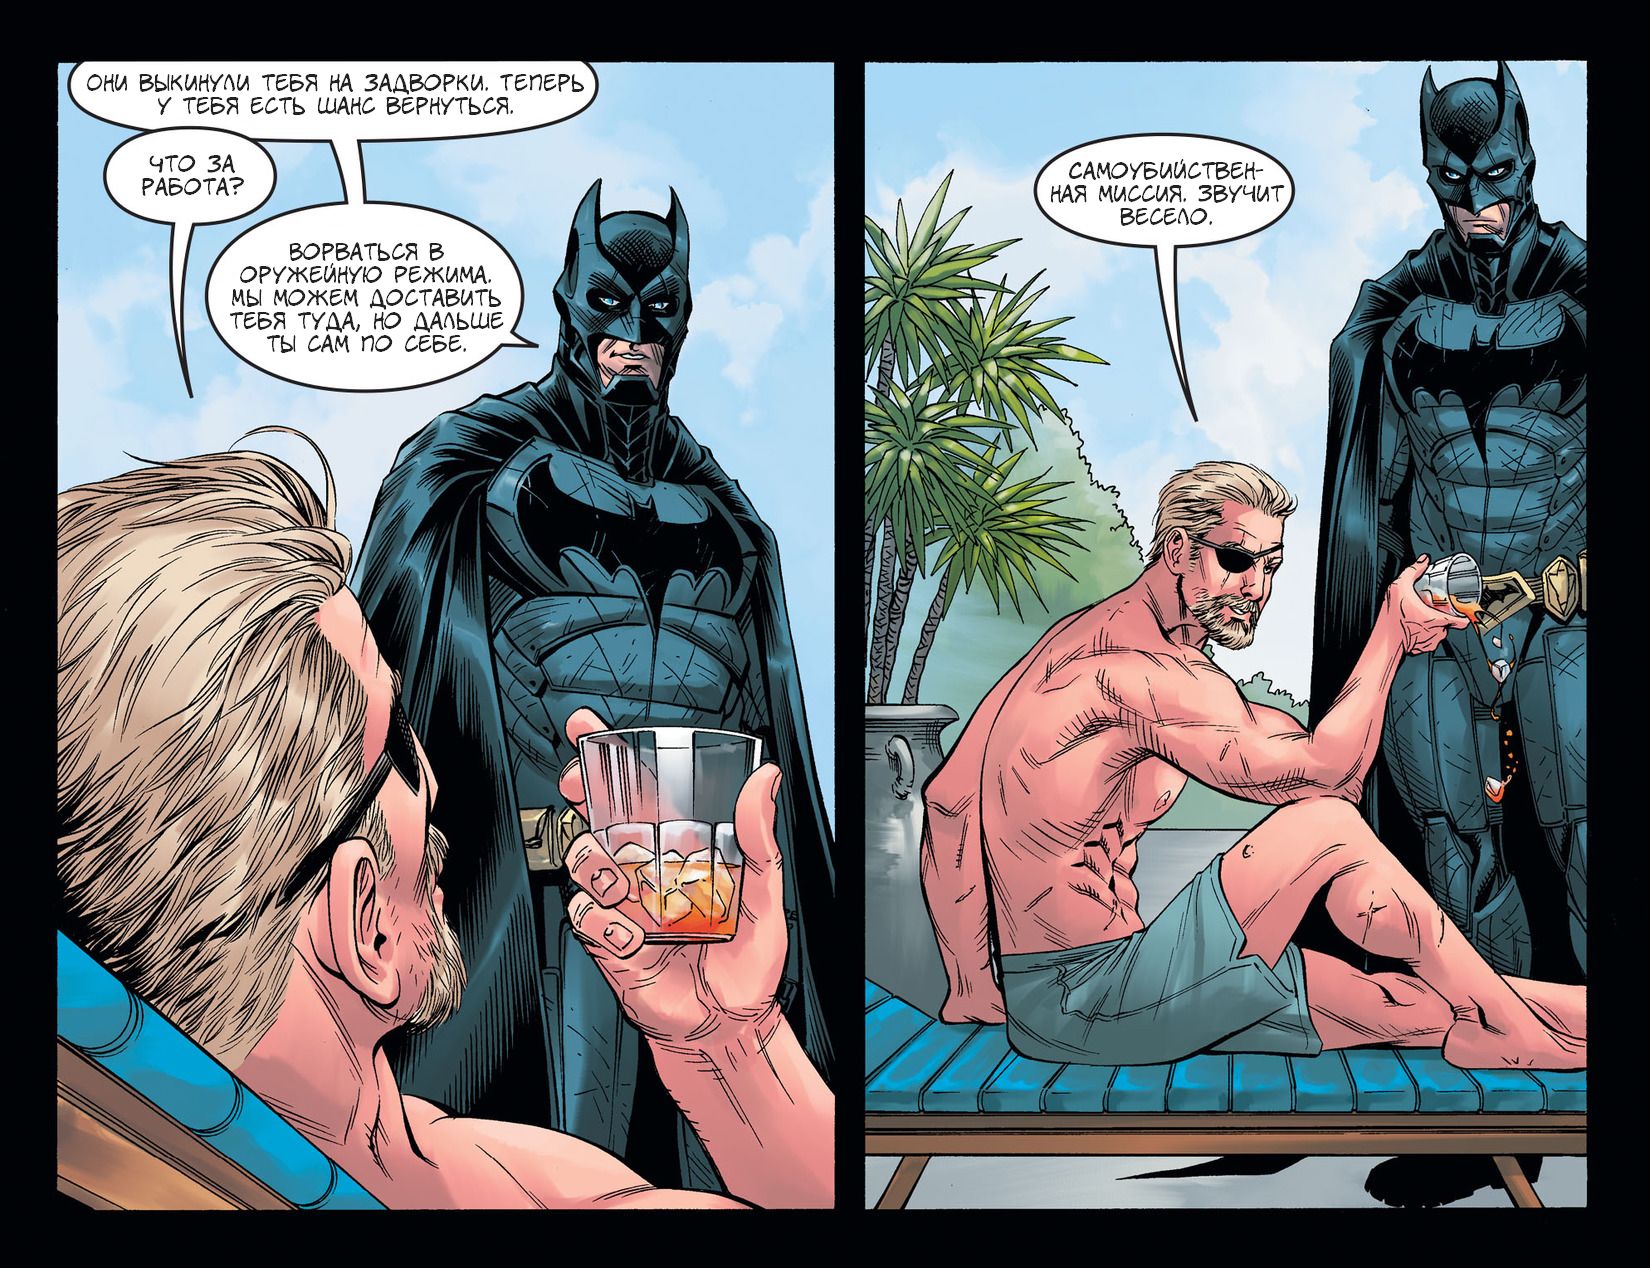 ОНИ ВЫКИНУЛИ ТЕБЯ НА ЗАДВОРКИ. ТЕПЕРЬ
У ТЕБЯ ЕСТЬ ШАНС ВЕРНУТЬСЯ.
ЧТО ЗА
РАБОТА?
ВОРВАТЬСЯ В
ОРУЖЕЙНУЮ РЕЖИМА.
МЫ МОЖЕМ ДОСТАВИТЬ
ТЕБЯ ТУДА, НО ДАЛЬШЕ
ТЫ САМ ПО СЕБЕ.
САМОУБИЙСТВЕН-
НАЯ МИССИЯ. ЗВУЧИТ
ВЕСЕЛО.